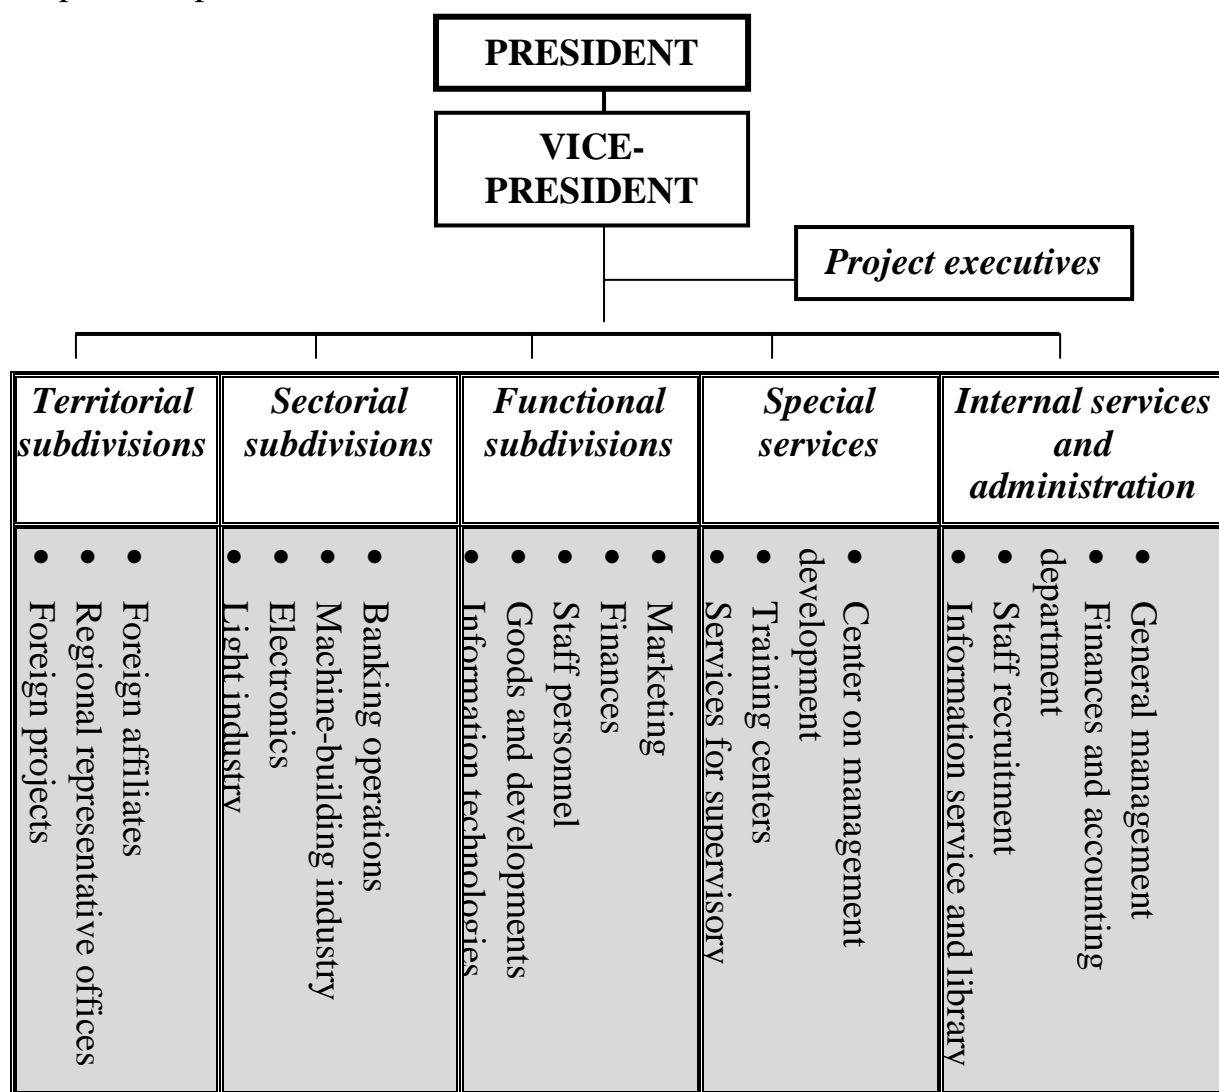 PRESIDENT
VICE-
PRESIDENT
Project executives
Territorial
subdivisions
Sectorial
subdivisions
Functional
subdivisions
Special
services
Internal services
and
administration
• Foreign affiliates
• Regional representative offices
• Foreign projects
• Banking operations
• Machine-building industry
• Electronics
• Light industry
• Marketing
• Finances
• Staff personnel
• Goods and developments
• Information technologies
• Center on management
development
• Training centers
• Services for supervisory
• General management
• Finances and accounting
department
• Staff recruitment
• Information service and library